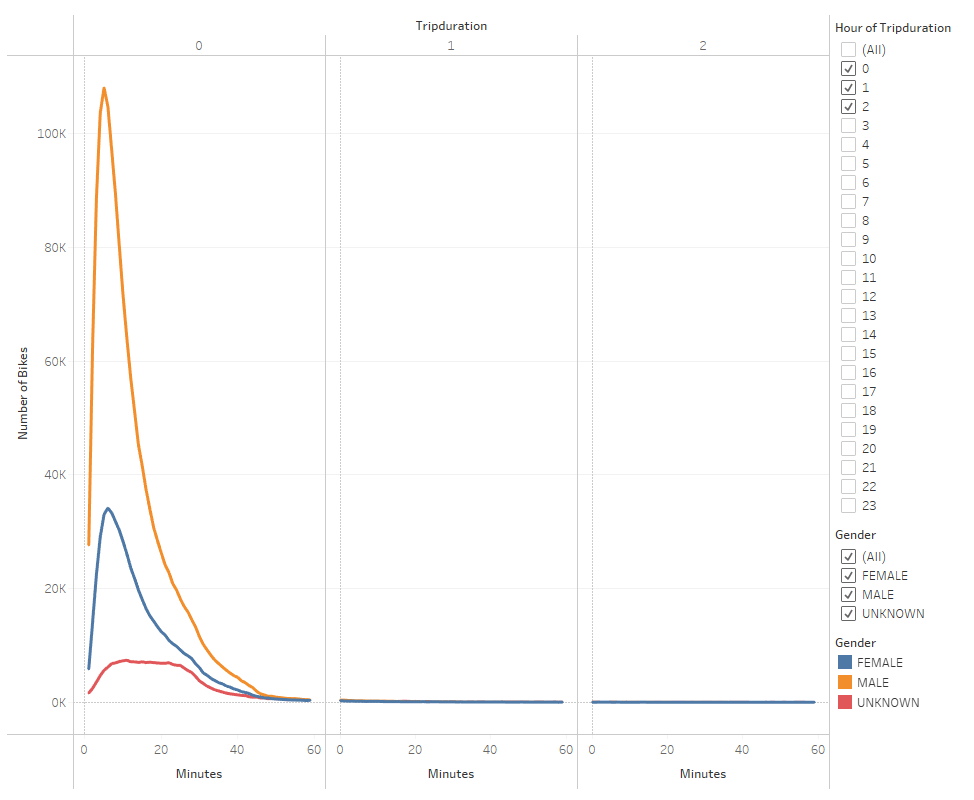 Tripduration
0 1 2
100K
80K
60K
40K
20K
0K
Number of Bikes
0 20 40 60 0 20 40 60 0 20 40 60
Minutes Minutes Minutes
Hour of Tripduration
(All)
0
1
2
3
4
5
6
7
8
9
10
11
12
13
14
15
16
17
18
19
20
21
22
23
Gender
(All)
FEMALE
MALE
UNKNOWN
Gender
FEMALE
MALE
UNKNOWN